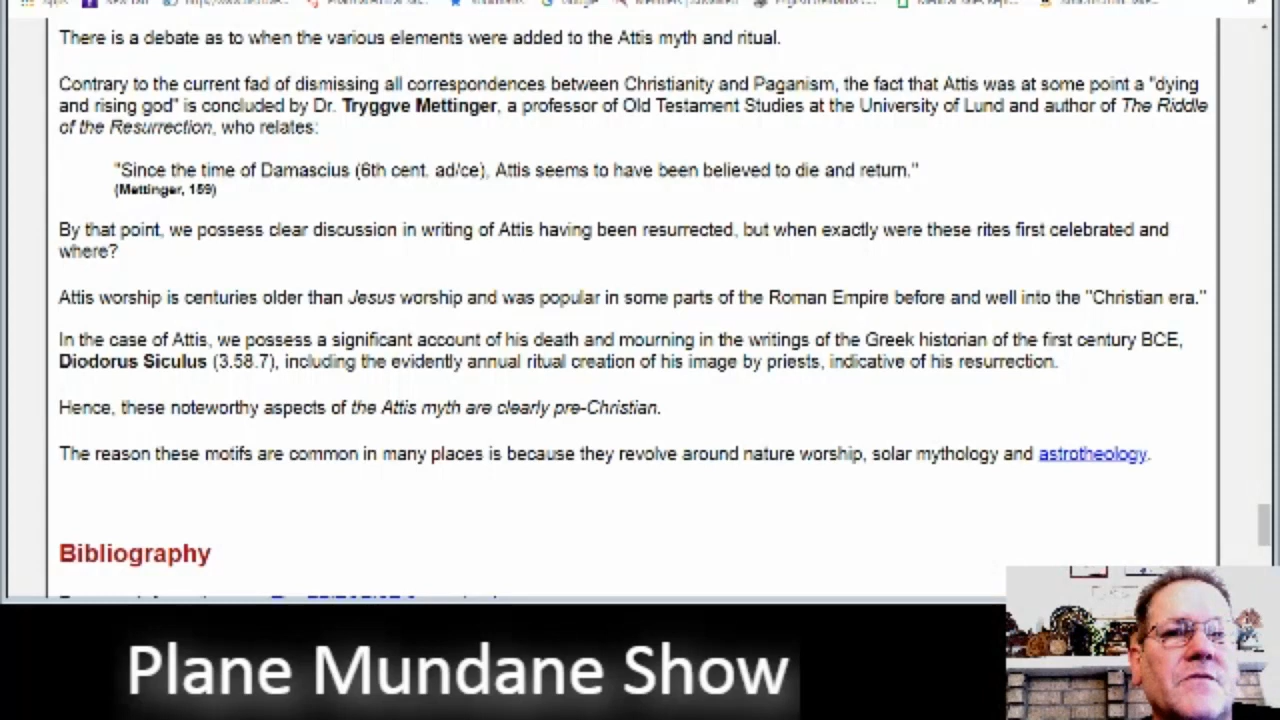 There is a debate as to when the various elements were added to the Attis myth and ritual.
Contrary to the current fad of dismissing all correspondences between Christianity and Paganism, the fact that Attis was at some point a "dying
and rising god" is concluded by Dr. Tryggve Mettinger, a professor of Old Testament Studies at the University of Lund and author of The Riddle
of the Resurrection, who relates:
"Since the time of Damascius (6th cent. ad/ce), Attis seems to have been believed to die and return."
(Mettinger, 159)
By that point, we possess clear discussion in writing of Attis having been resurrected, but when exactly were these rites first celebrated and
where?
Attis worship is centuries older than Jesus worship and was popular in some parts of the Roman Empire before and well into the "Christian era."
In the case of Attis, we possess a significant account of his death and mourning in the writings of the Greek historian of the first century BCE,
Diodorus Siculus (3.58.7), including the evidently annual ritual creation of his image by priests, indicative of his resurrection.
Hence, these noteworthy aspects of the Attis myth are clearly pre-Christian.
The reason these motifs are common in many places is because they revolve around nature worship, solar mythology and astrotheology.
Bibliography
Plane Mundane Show